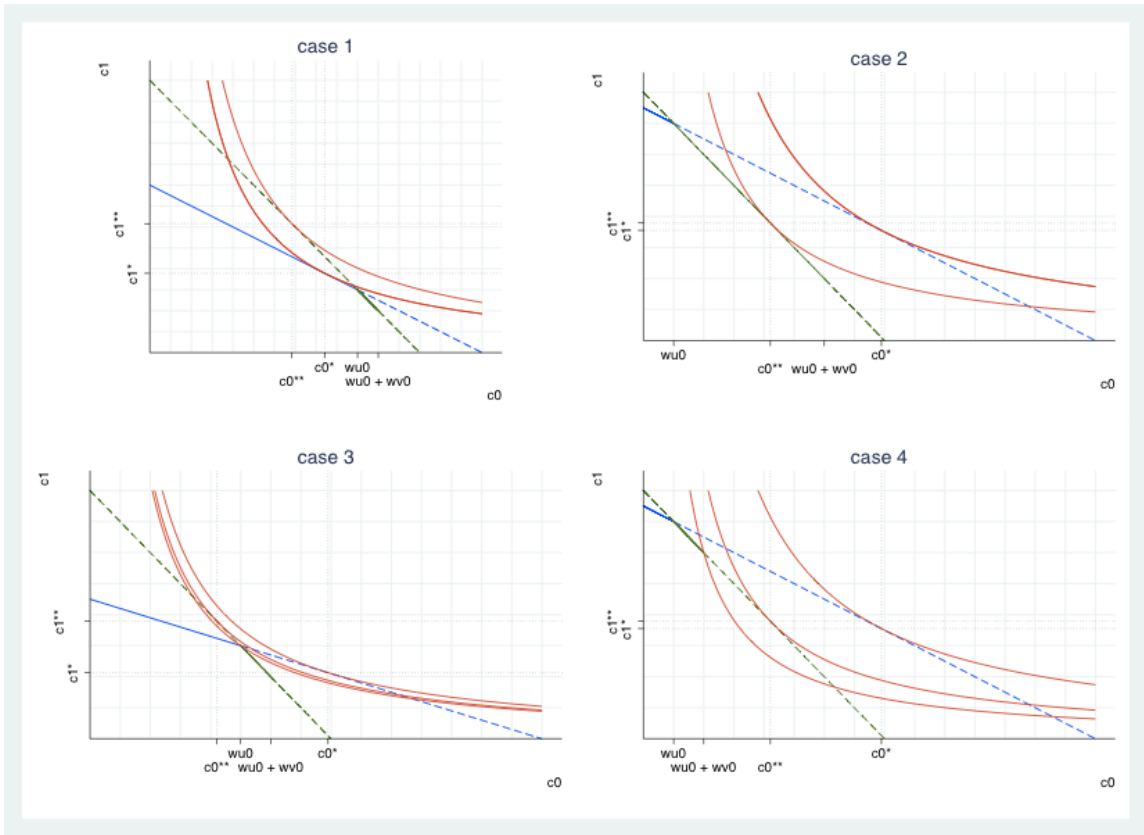 case 1
c1
c1**
c1*
c0* wu0
c0** wu0 + wv0
c0
case 2
c1
c1**
c1*
wu0 c0*
c0** wu0 + wv0
c0
case 3
c1
c1**
c1*
wu0 c0*
c0** wu0 + wv0
c0
case 4
c1
c1**
c1*
wu0 c0*
wu0 + wv0 c0**
c0